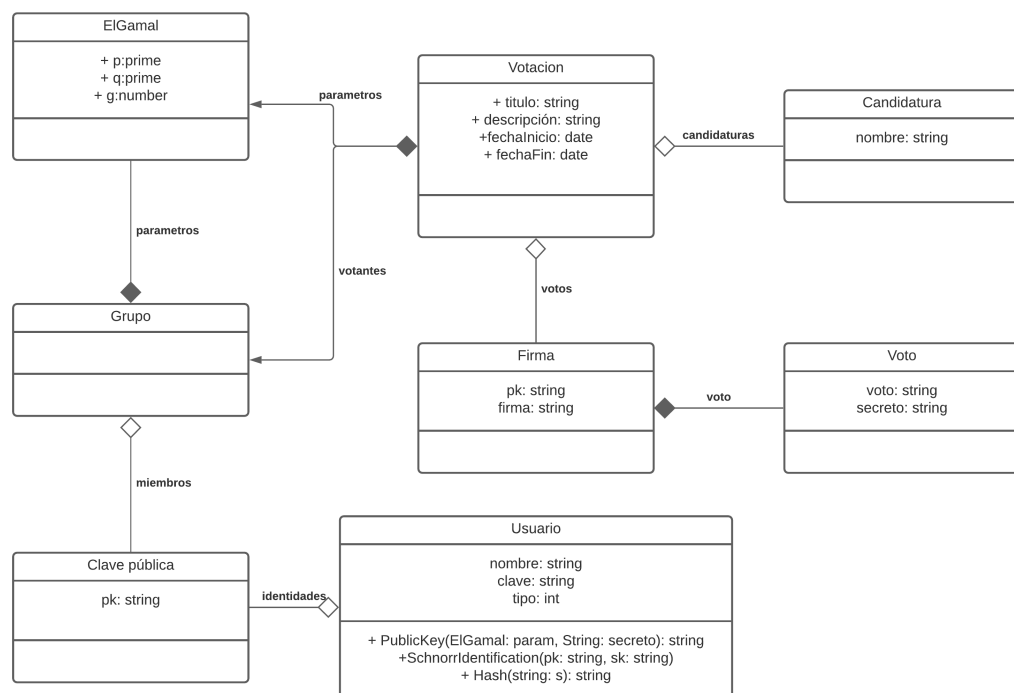 ElGamal
+ p:prime
+ q:prime
+ g:number
parametros
Votacion
+ titulo: string
+ descripción: string
+fechaInicio: date
+ fechaFin: date
candidaturas
Candidatura
nombre: string
parametros
votantes
votos
Grupo
Firma
pk: string
firma: string
voto
Voto
voto: string
secreto: string
miembros
Clave pública
pk: string
identidades
Usuario
nombre: string
clave: string
tipo: int
+ PublicKey(ElGamal: param, String: secreto): string
+SchnorrIdentification(pk: string, sk: string)
+ Hash(string: s): string